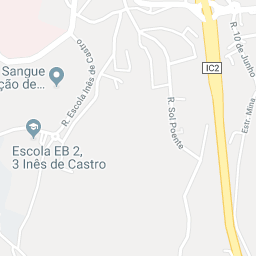 Sangue
ção de...
R. Escola Inês de Castro
Escola EB 2,
3 Inês de Castro
R. Sol Poente
IC2
R. 10 de Junho
Estr. Mina